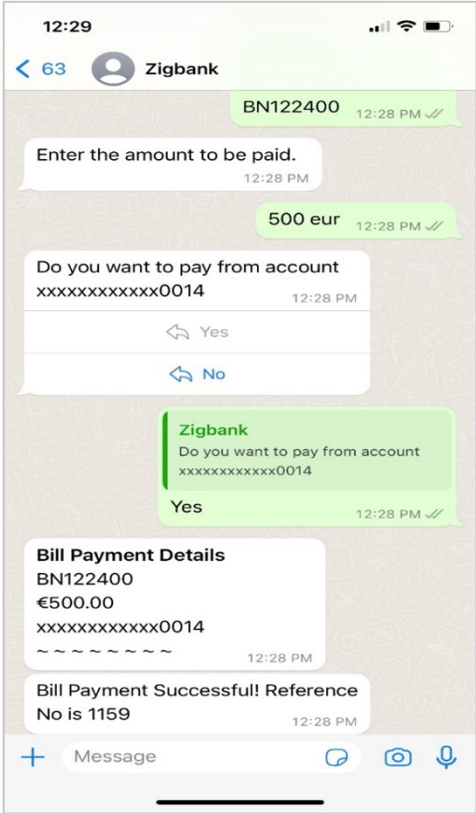 12:29
63 Zigbank
BN122400 12:28 PM
Enter the amount to be paid.
12:28 PM
500 eur 12:28 PM
Do you want to pay from account
xxxxxxxxxxxx0014 12:28 PM
Yes
No
Zigbank
Do you want to pay from account
xxxxxxxxxxxx0014
Yes 12:28 PM
Bill Payment Details
BN122400
€500.00
xxxxxxxxxxxx0014
~ ~ ~ ~ ~ ~ ~ ~ 12:28 PM
Bill Payment Successful! Reference
No is 1159 12:28 PM
Message